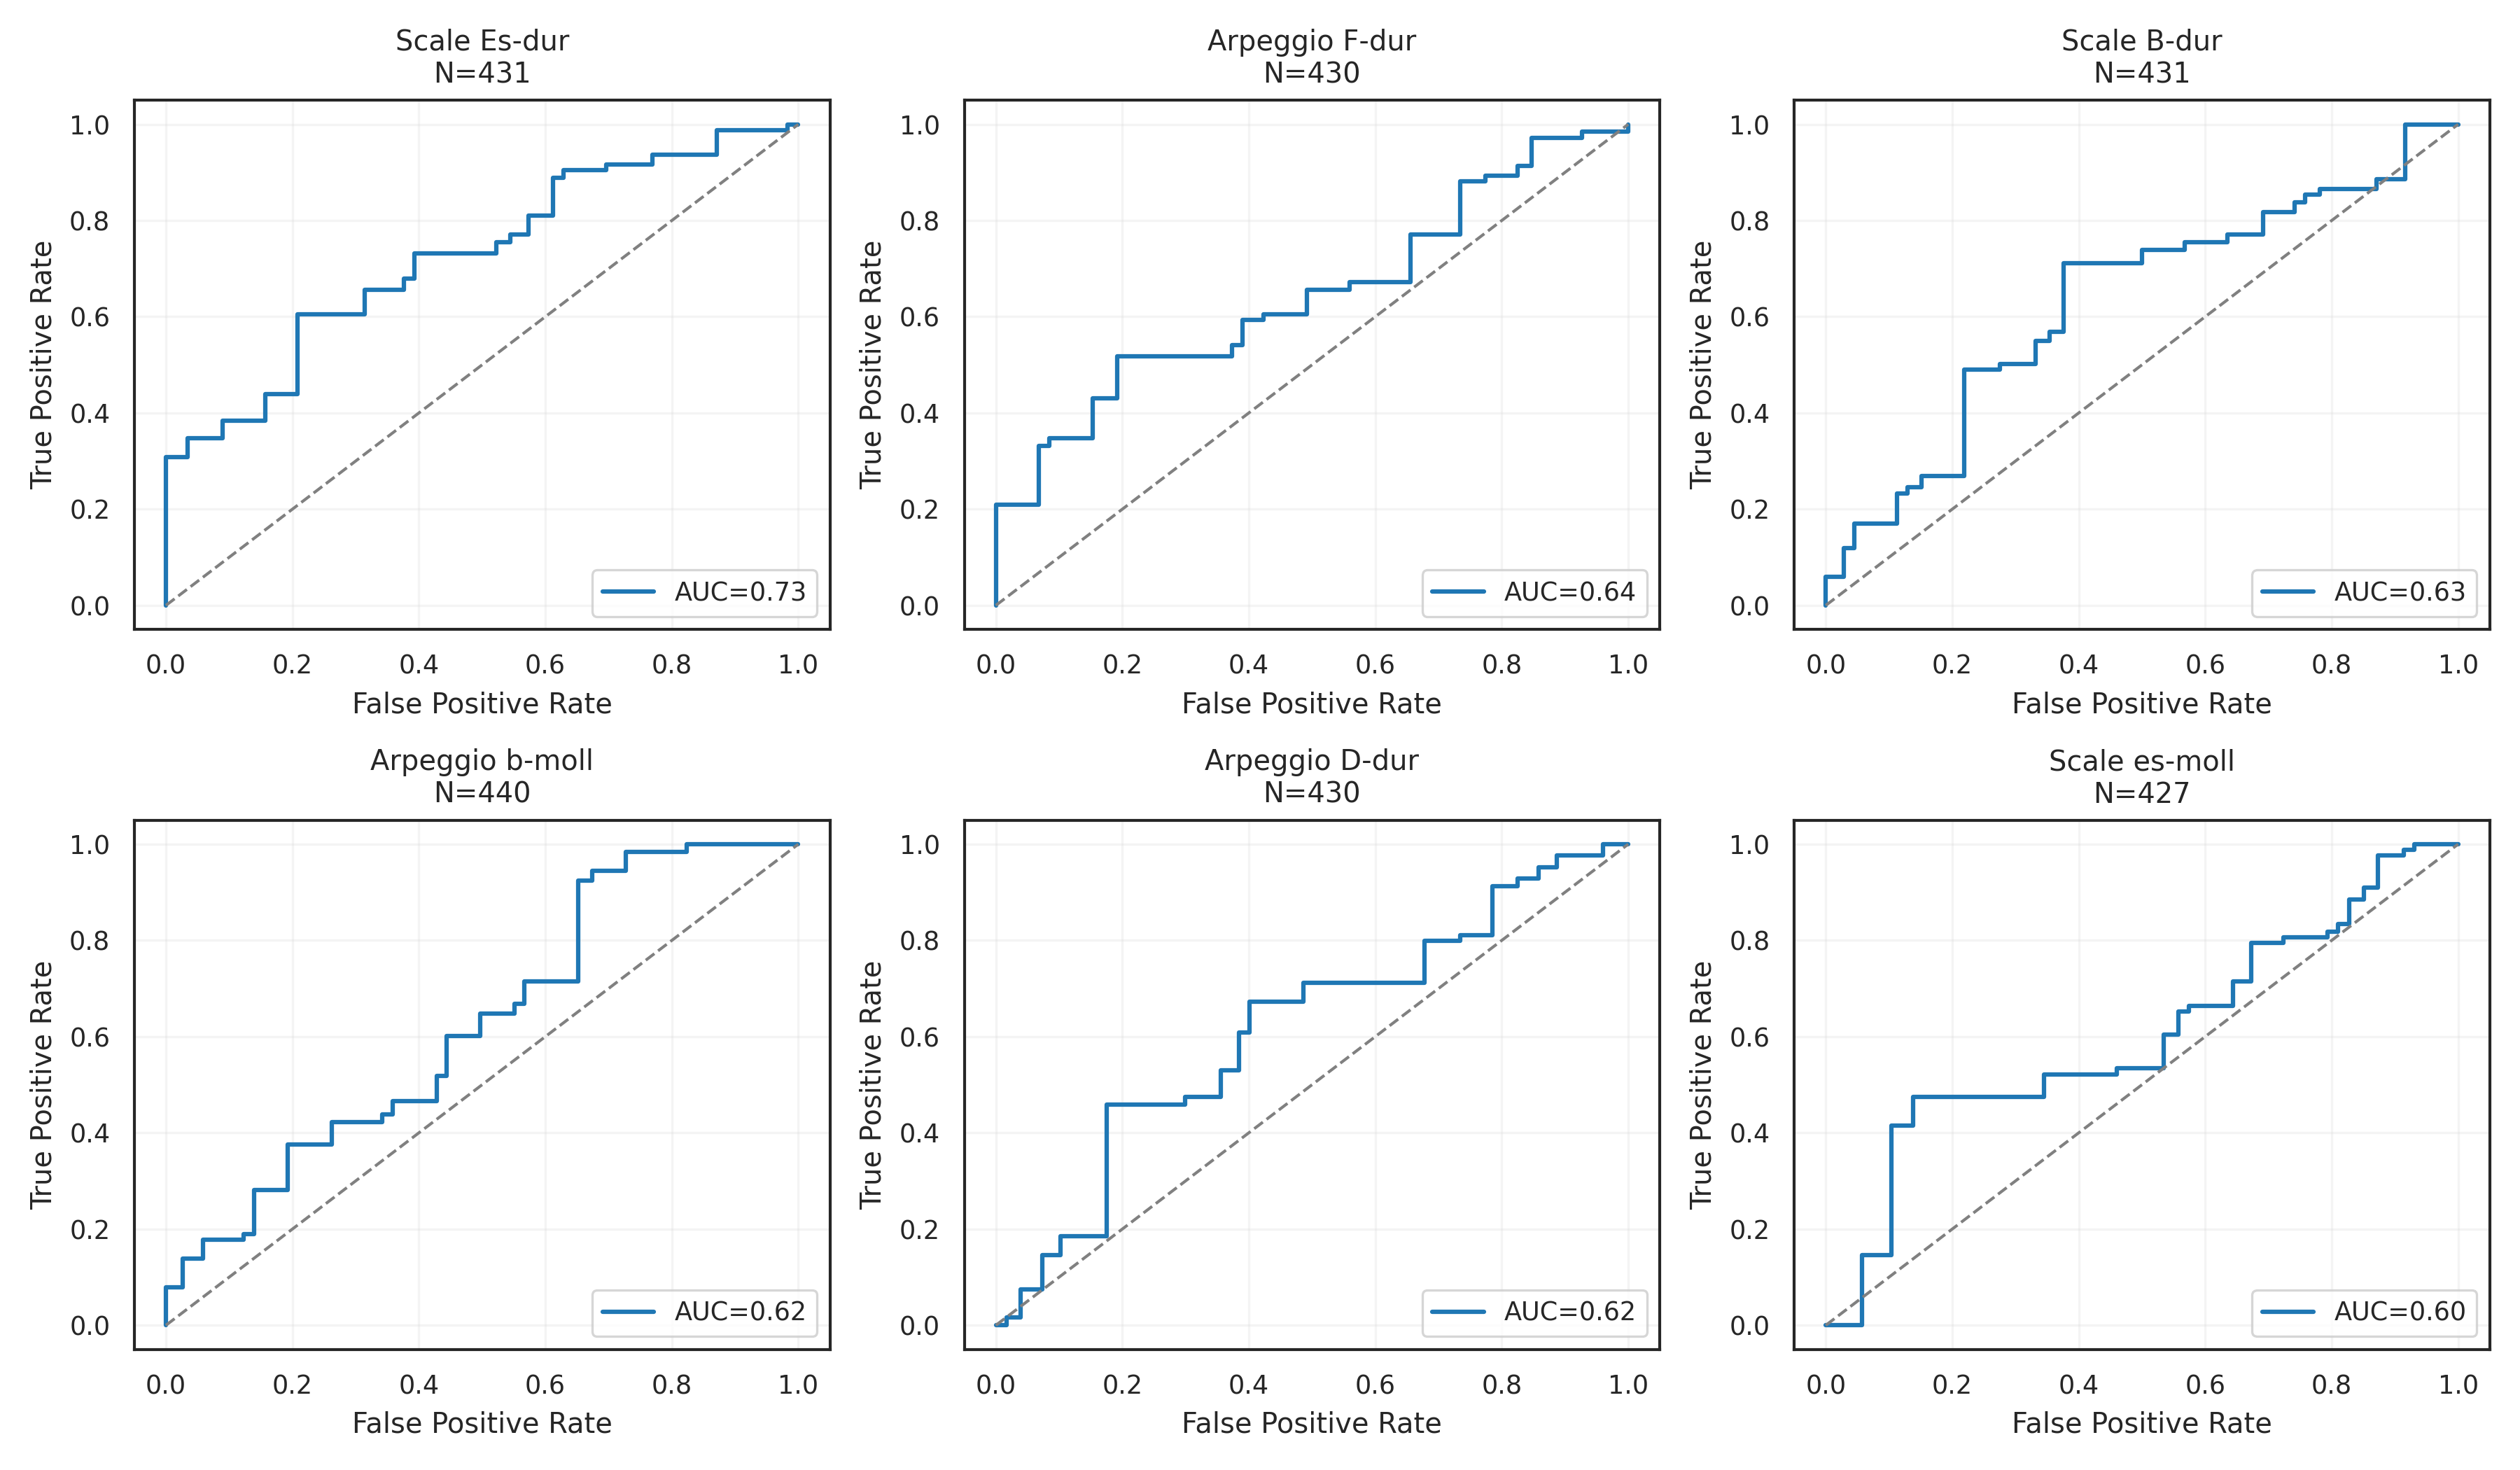 Scale Es-dur
N=431
True Positive Rate
1.0
0.8
0.6
0.4
0.2
0.0
AUC=0.73
0.0 0.2 0.4 0.6 0.8 1.0
False Positive Rate
Arpeggio F-dur
N=430
True Positive Rate
1.0
0.8
0.6
0.4
0.2
0.0
AUC=0.64
0.0 0.2 0.4 0.6 0.8 1.0
False Positive Rate
Scale B-dur
N=431
True Positive Rate
1.0
0.8
0.6
0.4
0.2
0.0
AUC=0.63
0.0 0.2 0.4 0.6 0.8 1.0
False Positive Rate
Arpeggio b-moll
N=440
True Positive Rate
1.0
0.8
0.6
0.4
0.2
0.0
AUC=0.62
0.0 0.2 0.4 0.6 0.8 1.0
False Positive Rate
Arpeggio D-dur
N=430
True Positive Rate
1.0
0.8
0.6
0.4
0.2
0.0
AUC=0.62
0.0 0.2 0.4 0.6 0.8 1.0
False Positive Rate
Scale es-moll
N=427
True Positive Rate
1.0
0.8
0.6
0.4
0.2
0.0
AUC=0.60
0.0 0.2 0.4 0.6 0.8 1.0
False Positive Rate